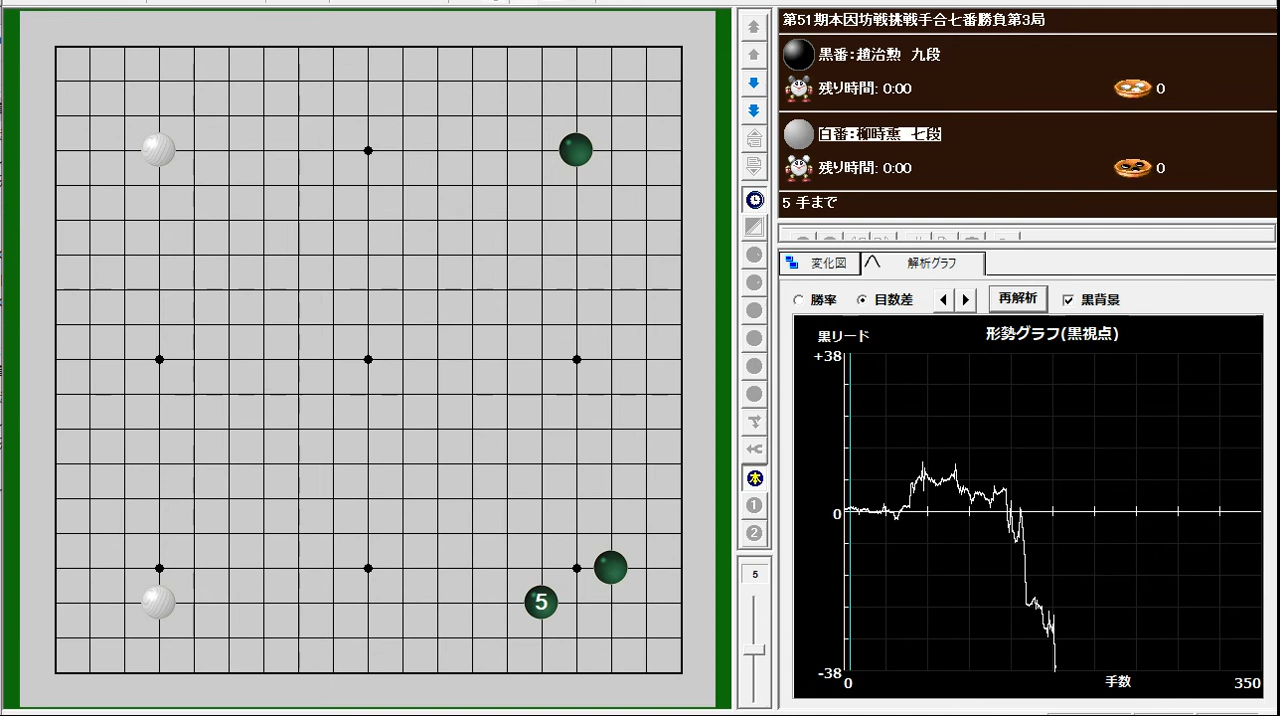 第51期本因坊戦挑戦手合七番勝負第3局
黒番:趙治勲 九段
残り時間: 0:00 0
白番:柳時熏 七段
残り時間: 0:00 0
5 手まで
変化図 解析グラフ
勝率 目数差 再解析 黒背景
黒リード 形勢グラフ(黒視点)
+38
0
-38
0 手数 350
本
1
2
5
5